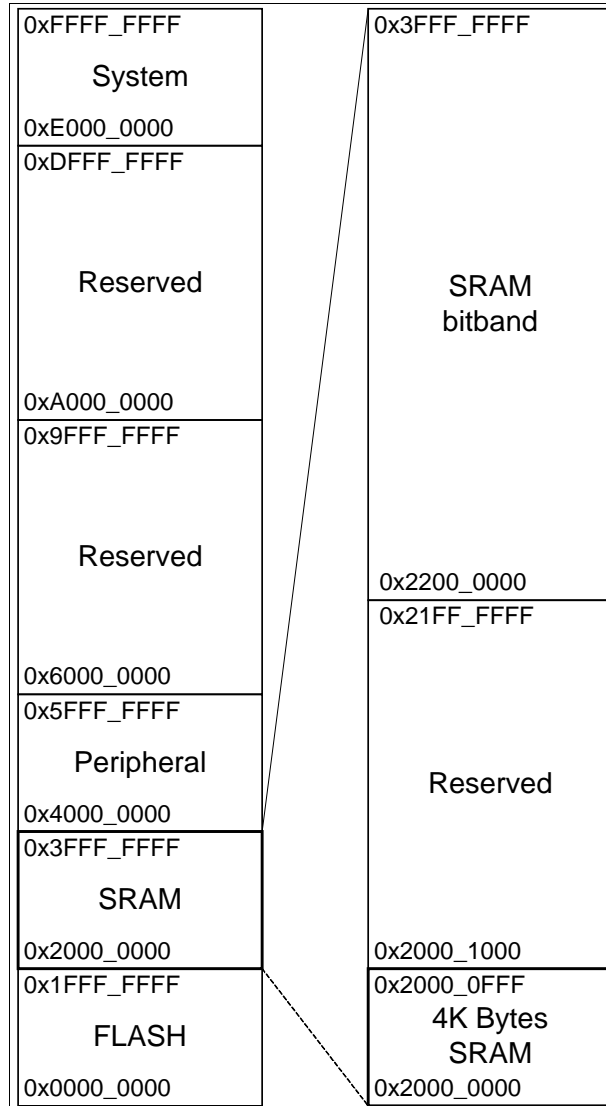 0xFFFF_FFFF
System
0xE000_0000
0xDFFF_FFFF
Reserved
0xA000_0000
0x9FFF_FFFF
Reserved
0x6000_0000
0x5FFF_FFFF
Peripheral
0x4000_0000
0x3FFF_FFFF
SRAM
0x2000_0000
0x1FFF_FFFF
FLASH
0x0000_0000
0x3FFF_FFFF
SRAM
bitband
0x2200_0000
0x21FF_FFFF
Reserved
0x2000_1000
0x2000_0FFF
4K Bytes
SRAM
0x2000_0000